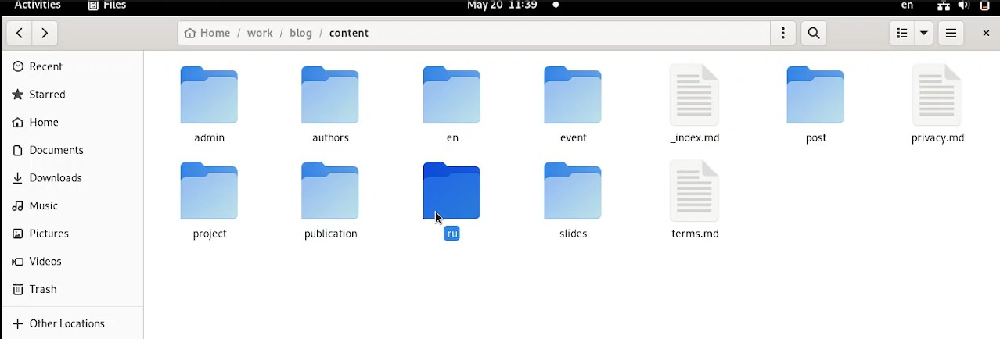 Activities Files May 20 11:39 en
Home / work / blog / content
Recent
Starred
Home
Documents
Downloads
Music
Pictures
Videos
Trash
Other Locations
admin authors en event _index.md post privacy.md
project publication ru slides terms.md